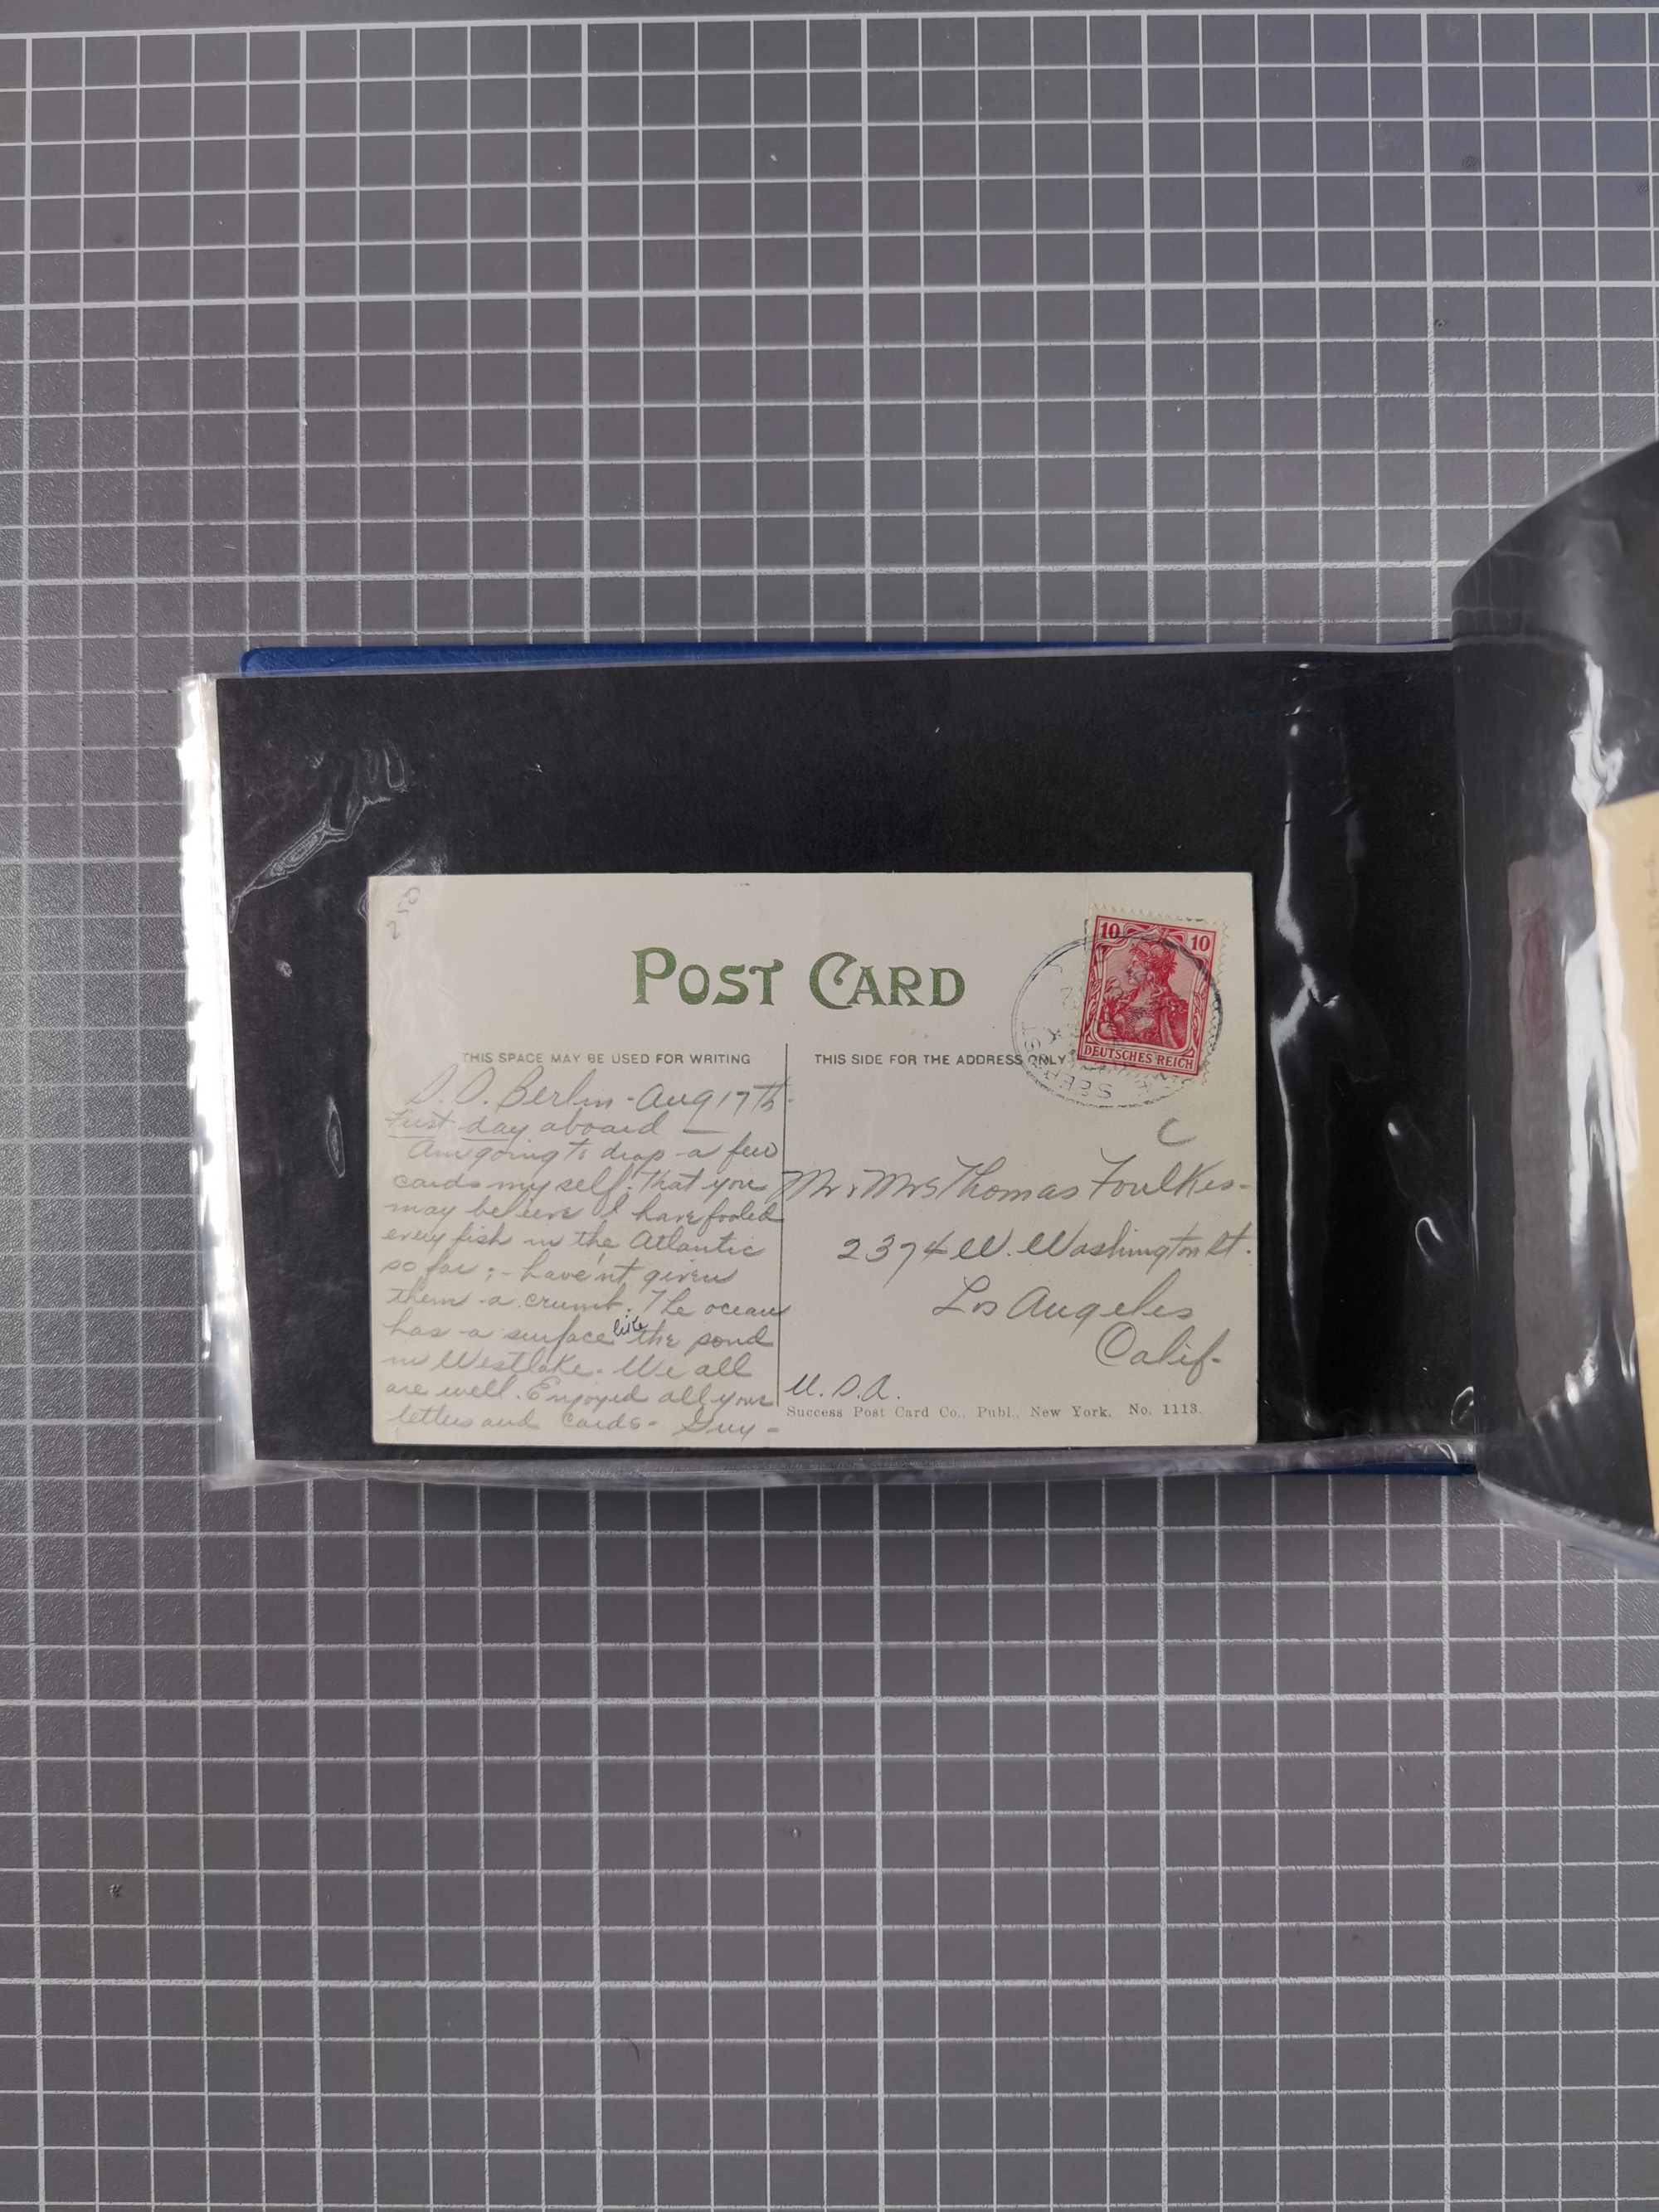 250
POST CARD
10 10
DEUTSCHES REICH
SEEPOST
THIS SPACE MAY BE USED FOR WRITING
THIS SIDE FOR THE ADDRESS ONLY
S.S. Berlin - Aug 17th -
First day aboard —
Am going to drop a few
cards myself; that you
may believe I have fooled
every fish in the Atlantic
so far ;- have'nt given
them a crumb. The ocean
has a surface like the pond
in Westlake. We all
are well. Enjoyed all your
letters and cards - Guy -
C
Mr. Mrs Thomas Foulkes -
2374 W. Washington St.
Los Angeles
Calif-
U.S.A.
Success Post Card Co., Publ., New York. No. 1113.